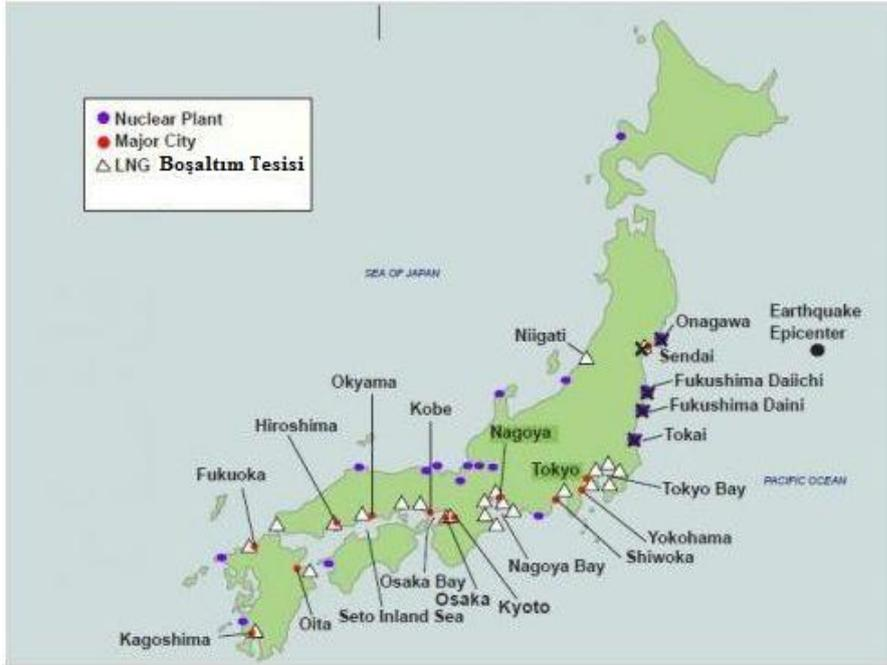 Nuclear Plant
Major City
LNG Boşaltım Tesisi
SEA OF JAPAN
Earthquake
Epicenter
Onagawa
Niigati
Sendai
Okyama
Fukushima Daiichi
Kobe
Fukushima Daini
Hiroshima
Nagoya
Tokai
Fukuoka
Tokyo
PACIFIC OCEAN
Tokyo Bay
Yokohama
Shiwoka
Nagoya Bay
Osaka Bay
Osaka
Kyoto
Seto Inland Sea
Oita
Kagoshima